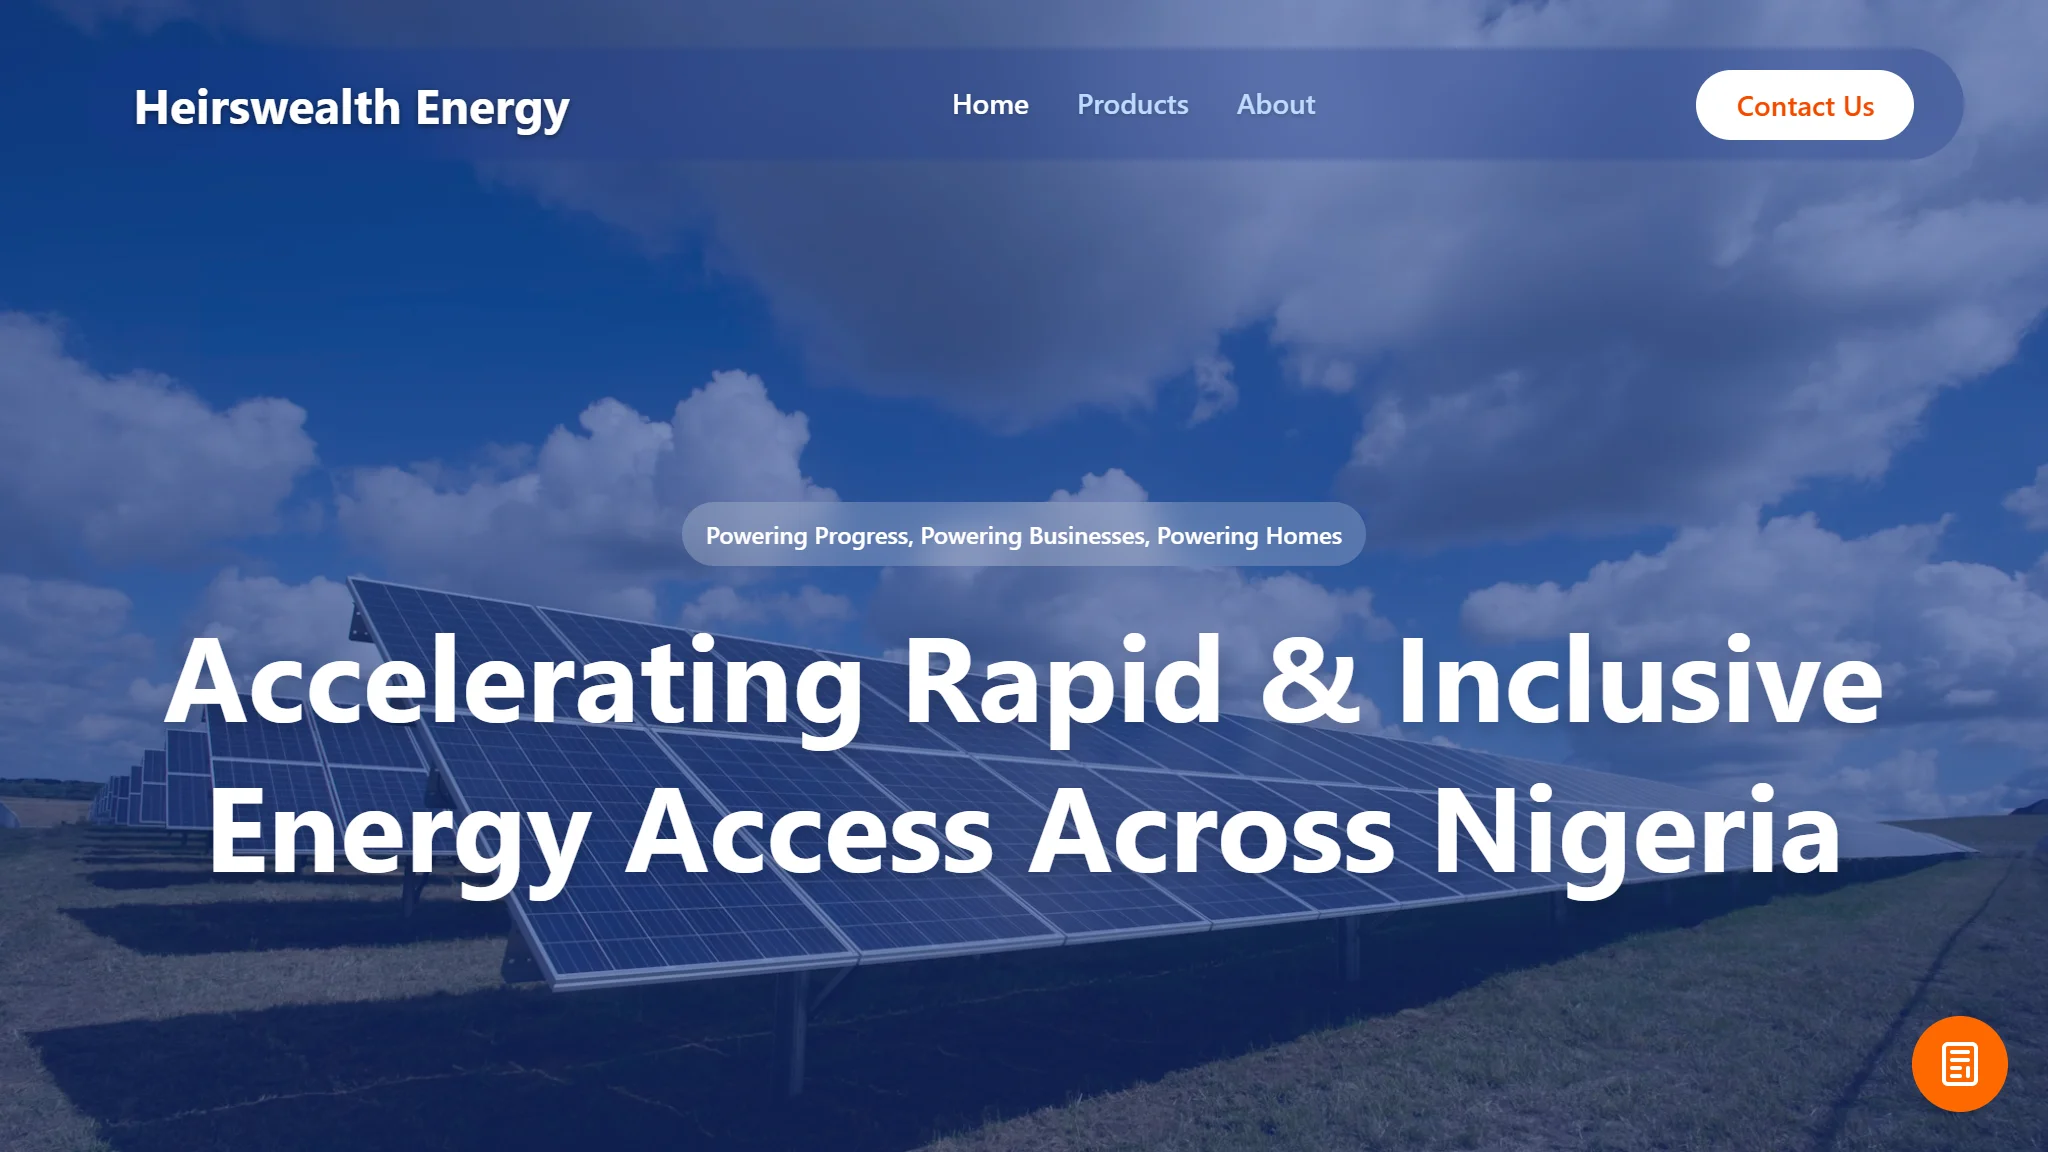 Heirswealth Energy
Home
Products
About
Contact Us
Powering Progress, Powering Businesses, Powering Homes
Accelerating Rapid & Inclusive
Energy Access Across Nigeria